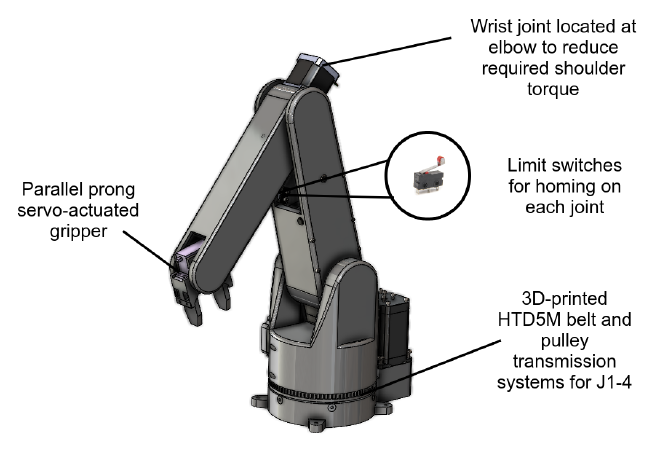 Wrist joint located at
elbow to reduce
required shoulder
torque
Limit switches
for homing on
each joint
Parallel prong
servo-actuated
gripper
3D-printed
HTD5M belt and
pulley
transmission
systems for J1-4